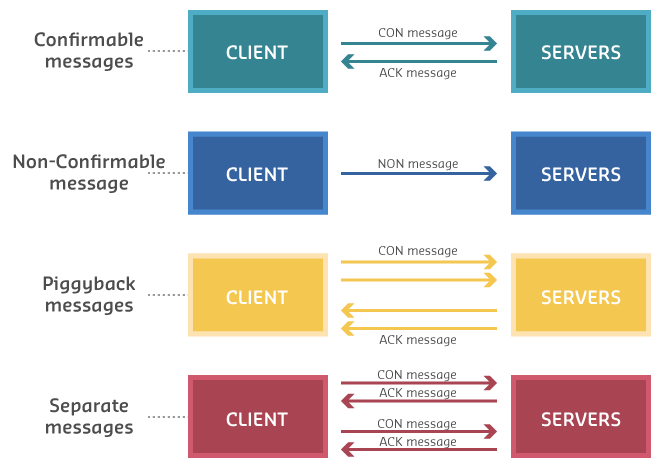 Confirmable
messages
CLIENT
CON message
ACK message
SERVERS
Non-Confirmable
message
CLIENT
NON message
SERVERS
Piggyback
messages
CLIENT
CON message
ACK message
SERVERS
Separate
messages
CLIENT
CON message
ACK message
CON message
ACK message
SERVERS